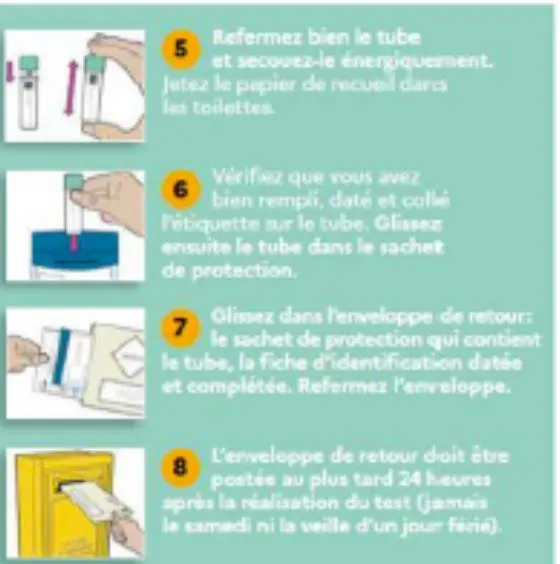 5 Refermez bien le tube
et secouez-le énergiquement.
Jetez le papier de recueil dans
les toilettes.
6 Vérifiez que vous avez
bien rempli, daté et collé
l'étiquette sur le tube. Glissez
ensuite le tube dans le sachet
de protection.
7 Glissez dans l'enveloppe de retour:
le sachet de protection qui contient
le tube, la fiche d'identification datée
et complétée. Refermez l'enveloppe.
8 L'enveloppe de retour doit être
postée au plus tard 24 heures
après la réalisation du test (jamais
le samedi ni la veille d'un jour férié).